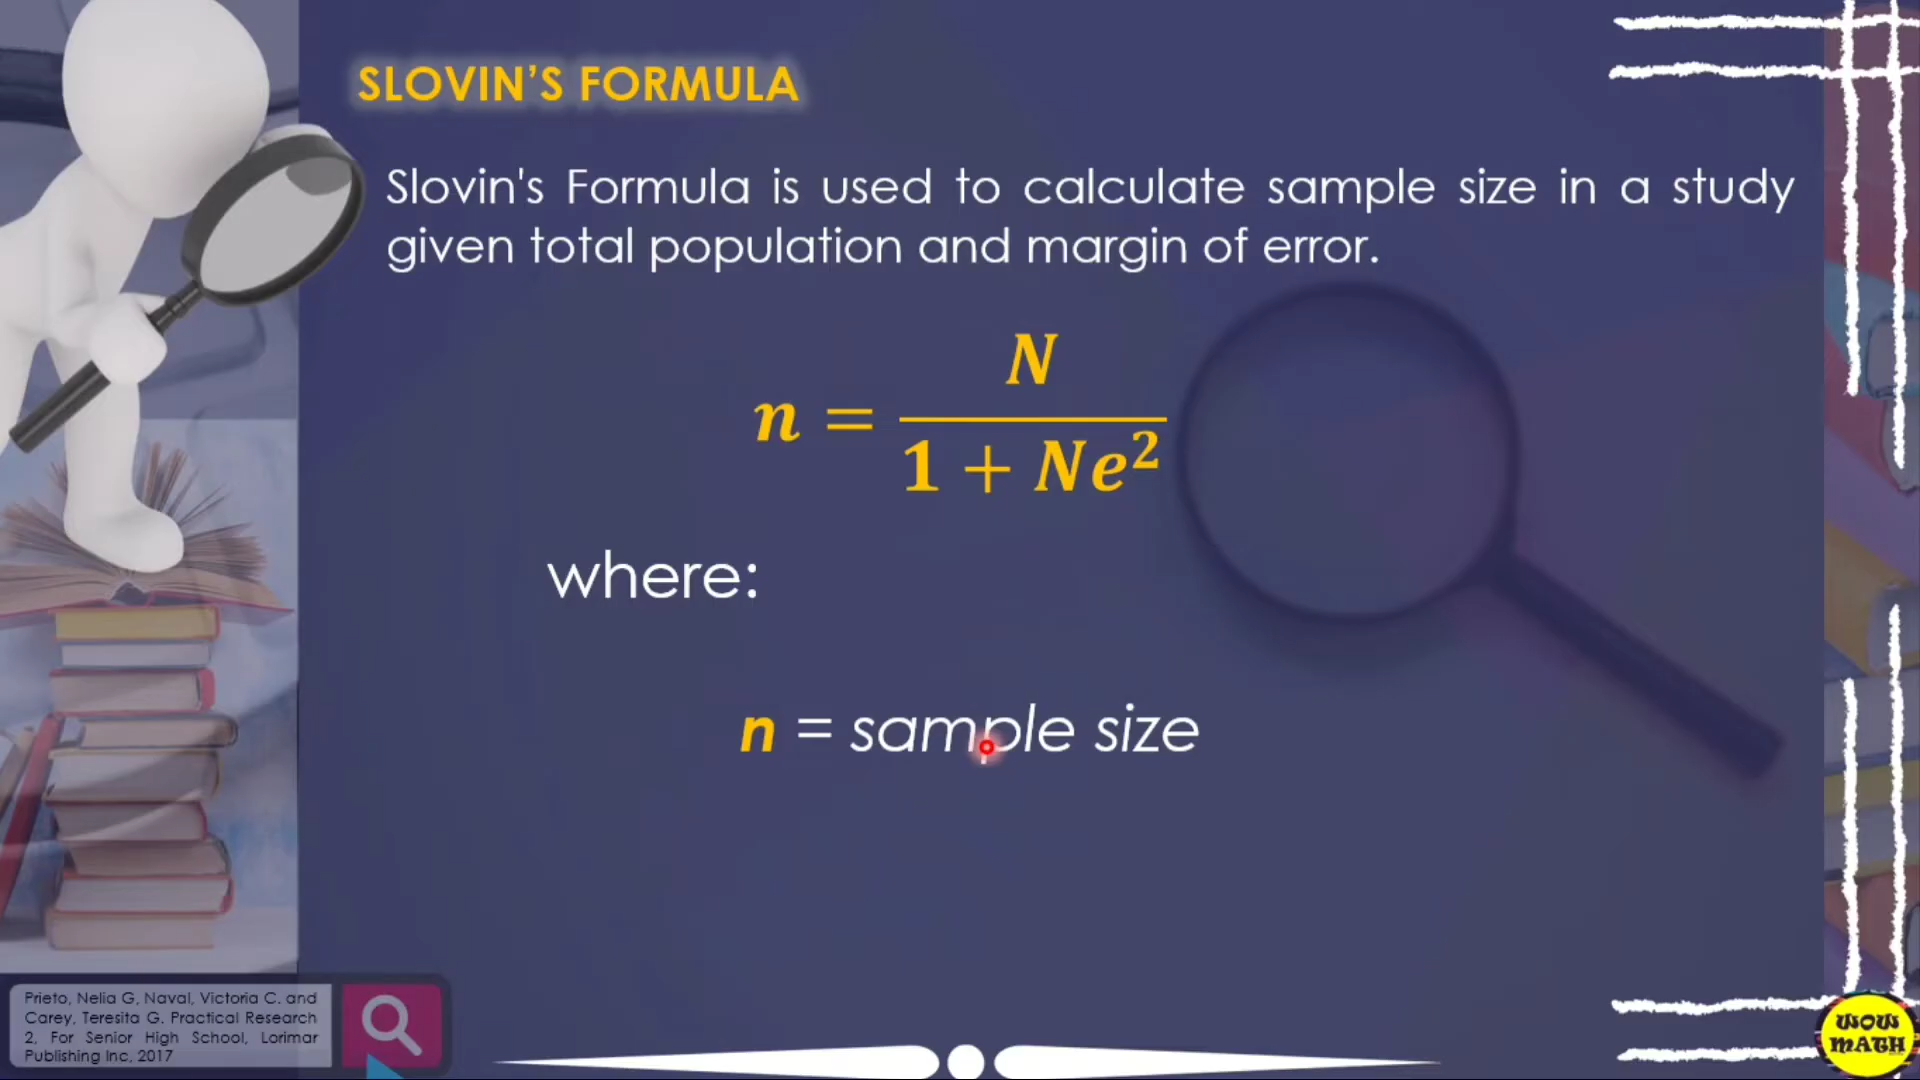 SLOVIN’S FORMULA
Slovin's Formula is used to calculate sample size in a study
given total population and margin of error.
n = N / (1 + Ne²)
where:
n = sample size
Prieto, Nelia G, Naval, Victoria C. and
Carey, Teresita G. Practical Research
2, For Senior High School, Lorimar
Publishing Inc, 2017
WOW
MATH